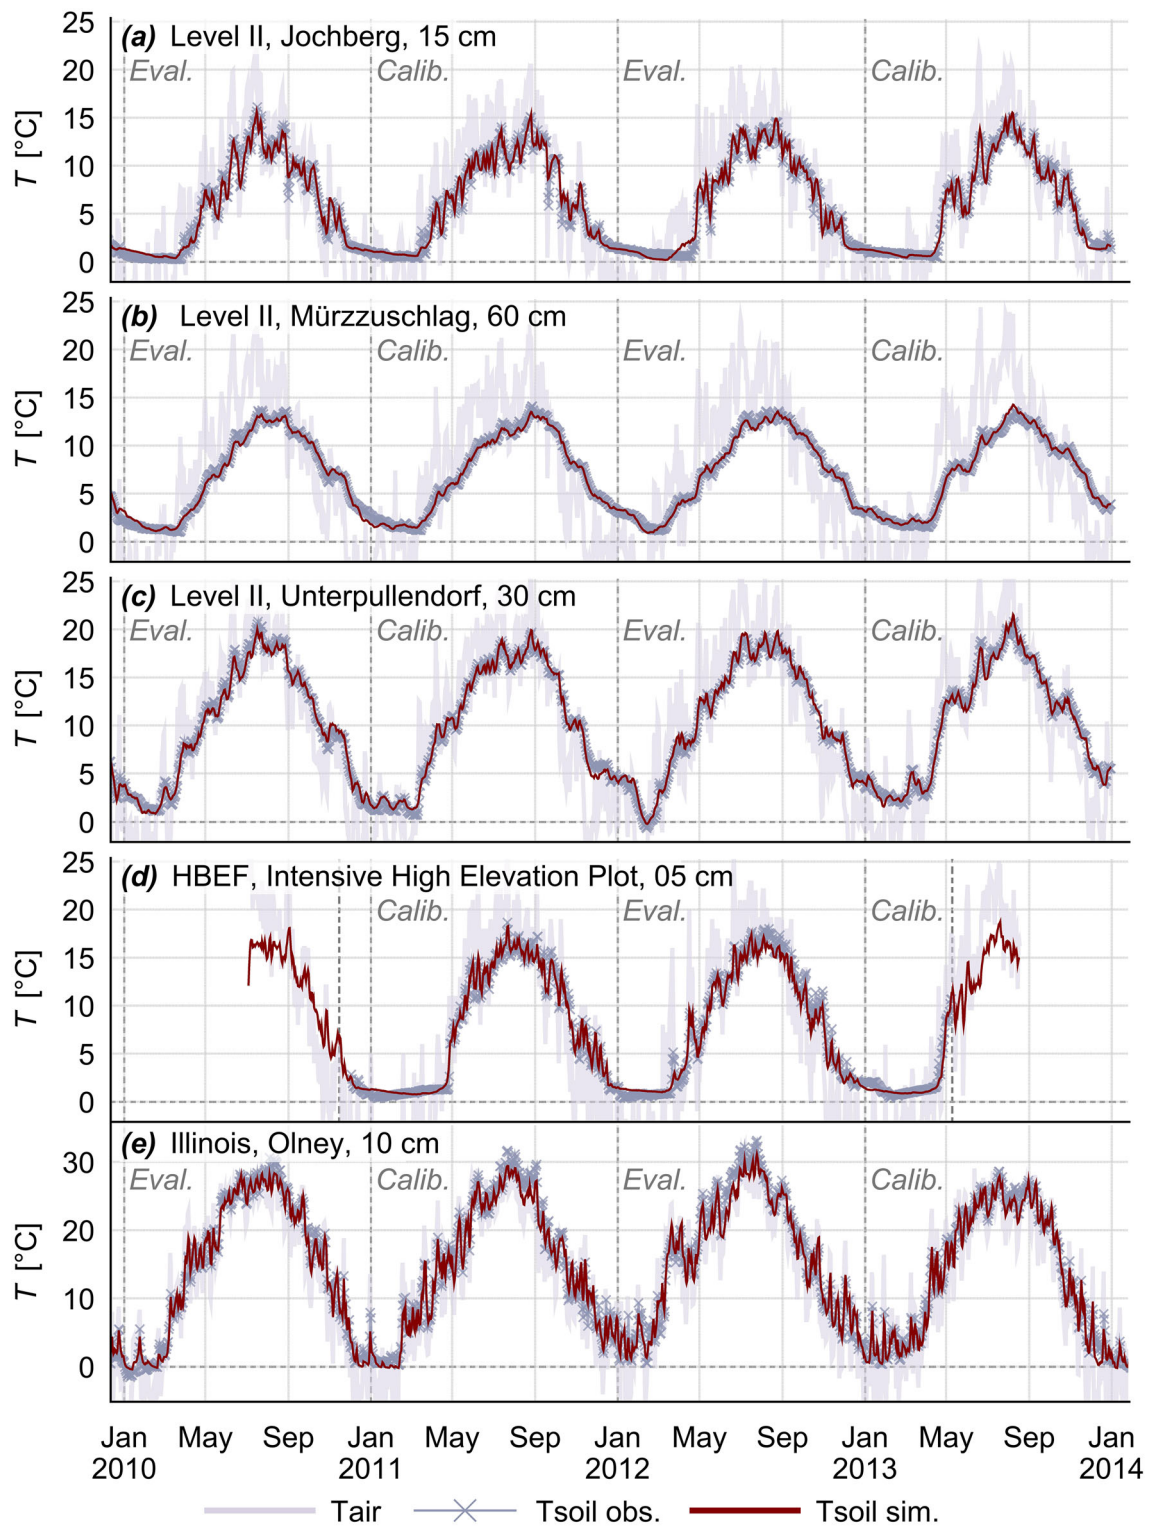 (a) Level II, Jochberg, 15 cm
Eval. Calib. Eval. Calib.
25
20
15
10
5
0
T [°C]
(b) Level II, Mürzzuschlag, 60 cm
Eval. Calib. Eval. Calib.
25
20
15
10
5
0
T [°C]
(c) Level II, Unterpullendorf, 30 cm
Eval. Calib. Eval. Calib.
25
20
15
10
5
0
T [°C]
(d) HBEF, Intensive High Elevation Plot, 05 cm
Calib. Eval. Calib.
25
20
15
10
5
0
T [°C]
(e) Illinois, Olney, 10 cm
Eval. Calib. Eval. Calib.
30
20
10
0
T [°C]
Jan May Sep Jan May Sep Jan May Sep Jan May Sep Jan
2010 2011 2012 2013 2014
Tair Tsoil obs. Tsoil sim.